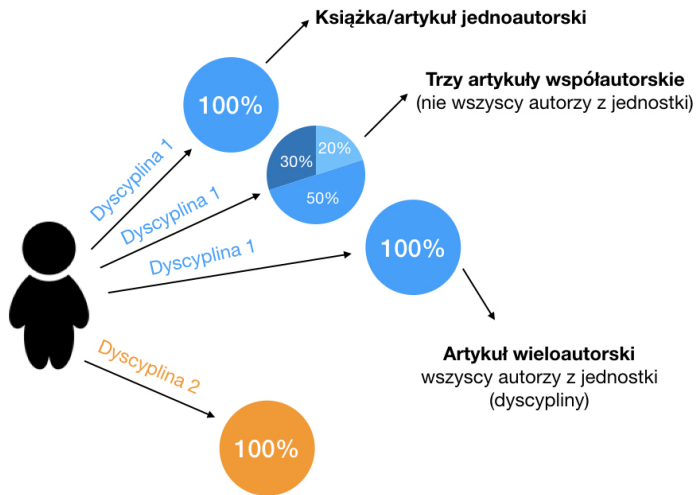 Książka/artykuł jednoautorski
100%
Trzy artykuły współautorskie
(nie wszyscy autorzy z jednostki)
Dyscyplina 1
20%
30%
50%
Dyscyplina 1
Dyscyplina 1
100%
Artykuł wieloautorski
wszyscy autorzy z jednostki
(dyscypliny)
Dyscyplina 2
100%